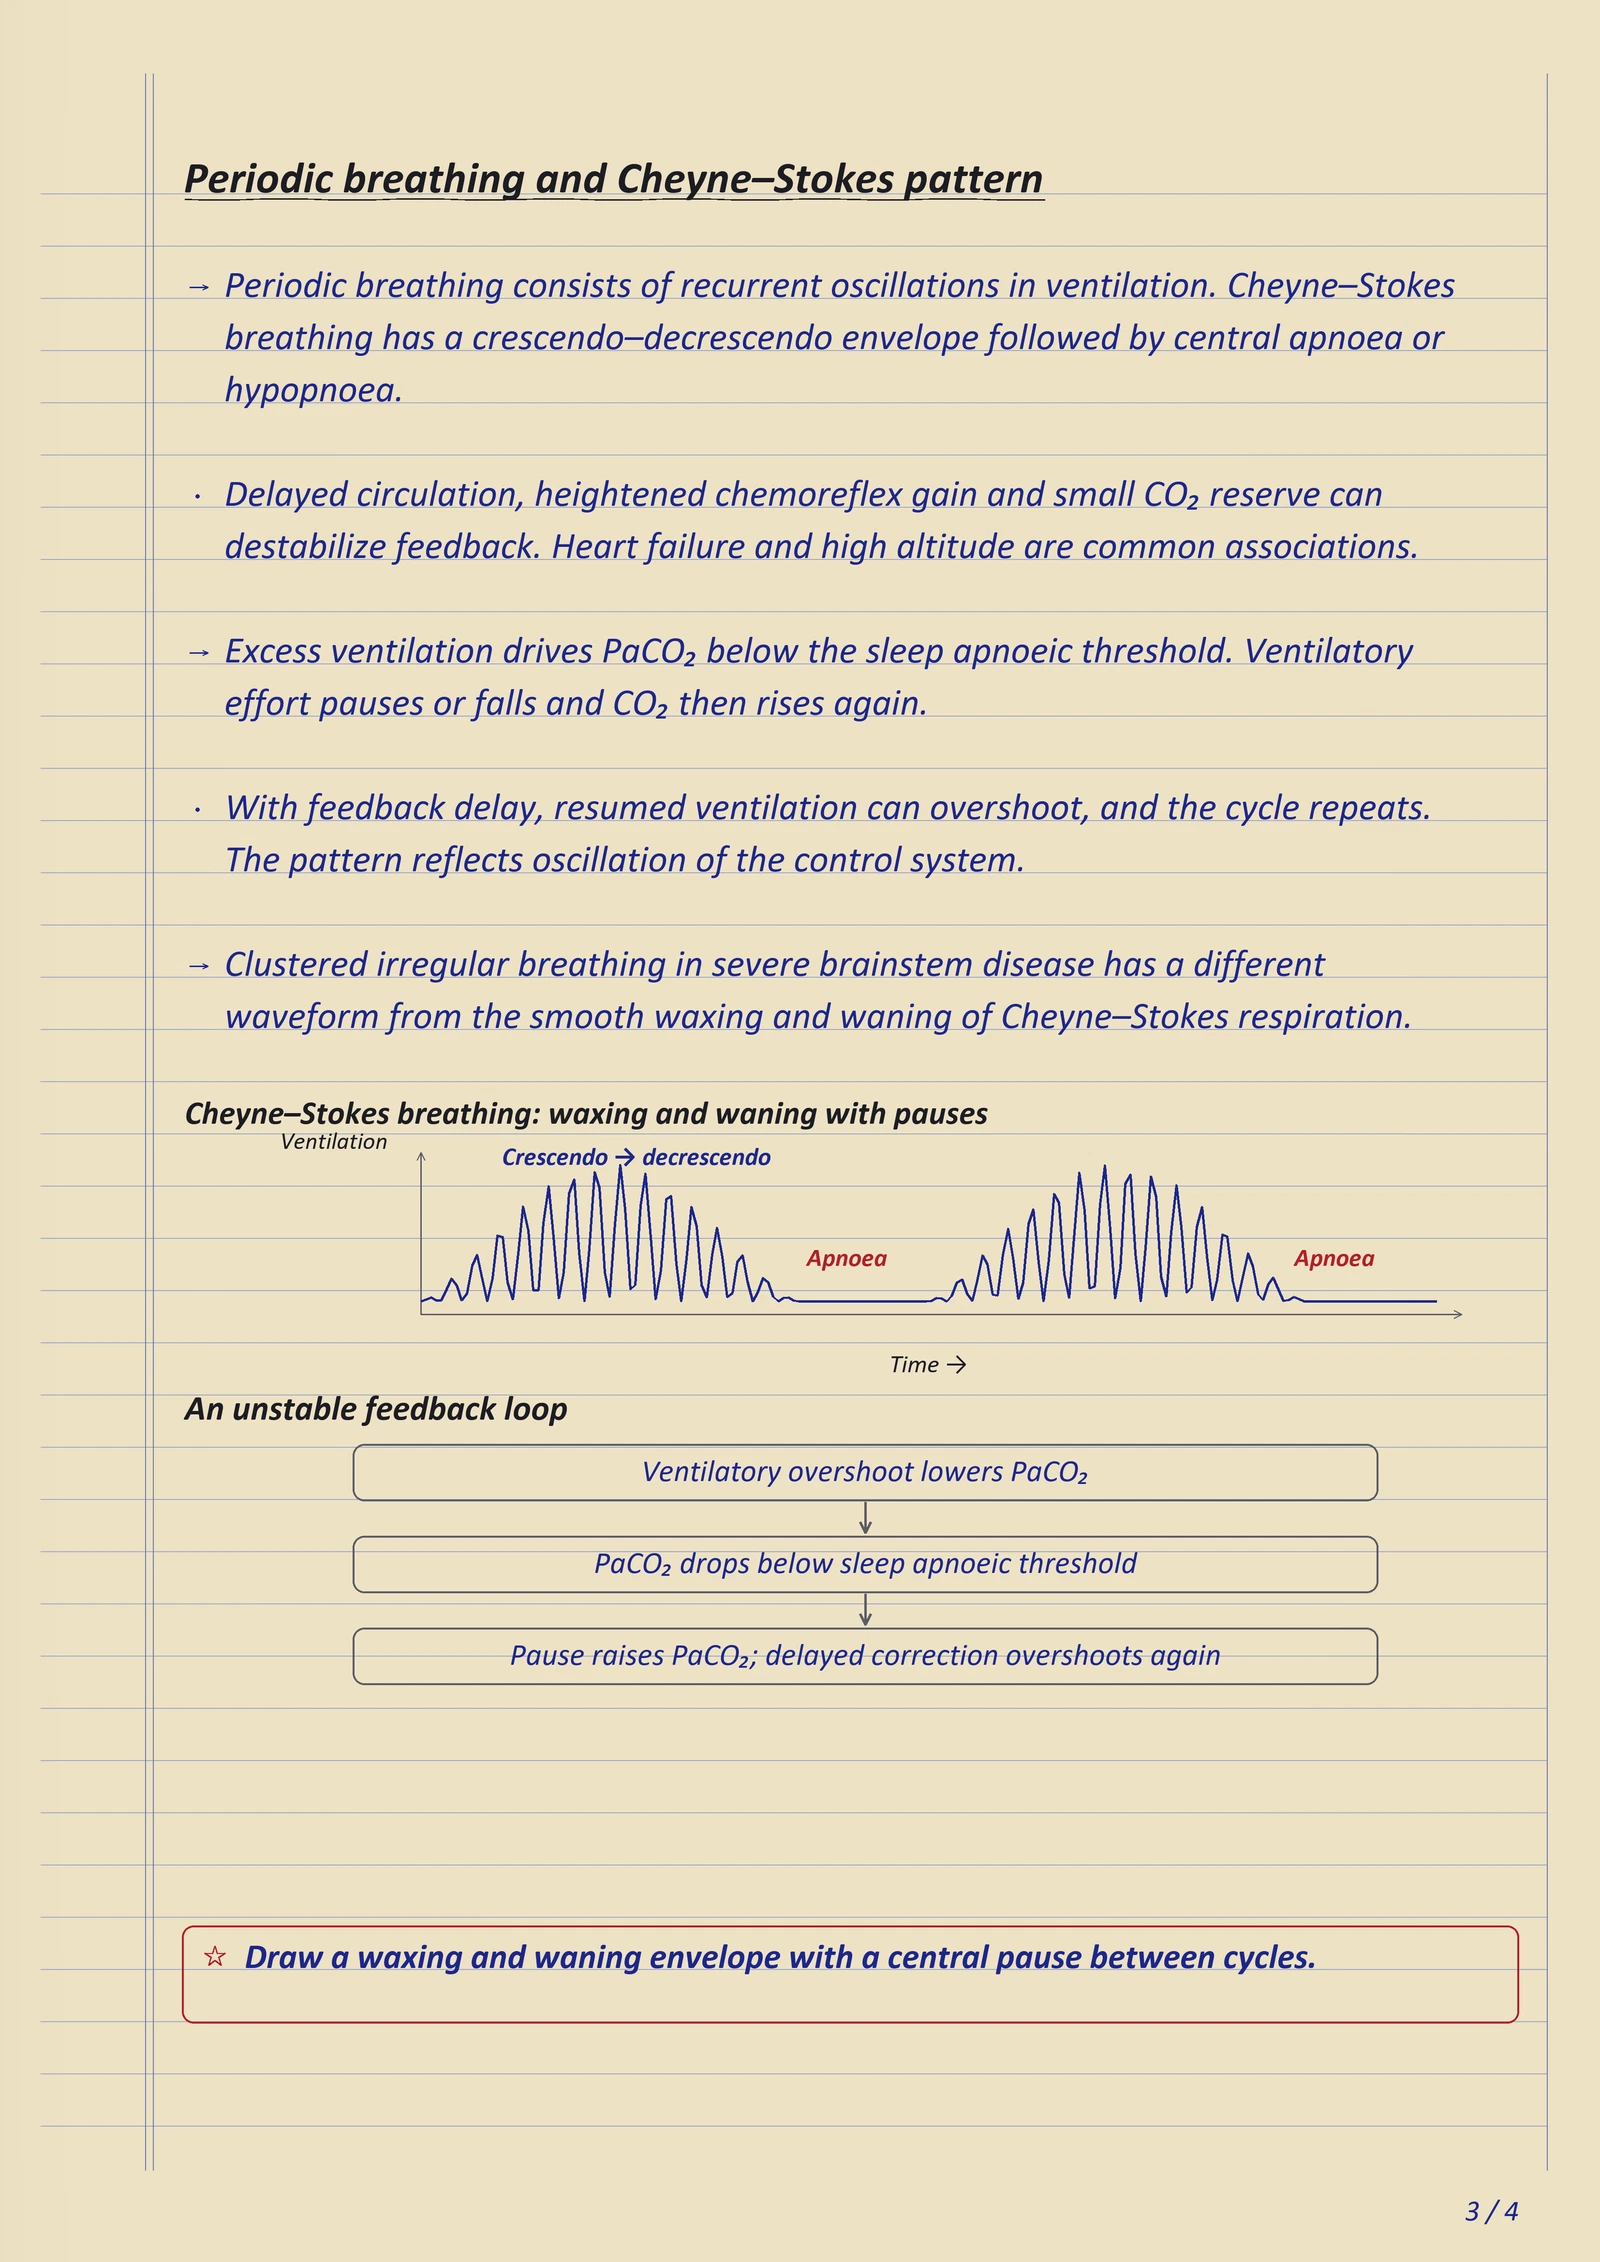 Periodic breathing and Cheyne–Stokes pattern
→ Periodic breathing consists of recurrent oscillations in ventilation. Cheyne–Stokes
breathing has a crescendo–decrescendo envelope followed by central apnoea or
hypopnoea.
· Delayed circulation, heightened chemoreflex gain and small CO₂ reserve can
destabilize feedback. Heart failure and high altitude are common associations.
→ Excess ventilation drives PaCO₂ below the sleep apnoeic threshold. Ventilatory
effort pauses or falls and CO₂ then rises again.
· With feedback delay, resumed ventilation can overshoot, and the cycle repeats.
The pattern reflects oscillation of the control system.
→ Clustered irregular breathing in severe brainstem disease has a different
waveform from the smooth waxing and waning of Cheyne–Stokes respiration.
Cheyne–Stokes breathing: waxing and waning with pauses
Ventilation
Crescendo → decrescendo
Apnoea
Apnoea
Time →
An unstable feedback loop
Ventilatory overshoot lowers PaCO₂
PaCO₂ drops below sleep apnoeic threshold
Pause raises PaCO₂; delayed correction overshoots again
☆ Draw a waxing and waning envelope with a central pause between cycles.
3 / 4